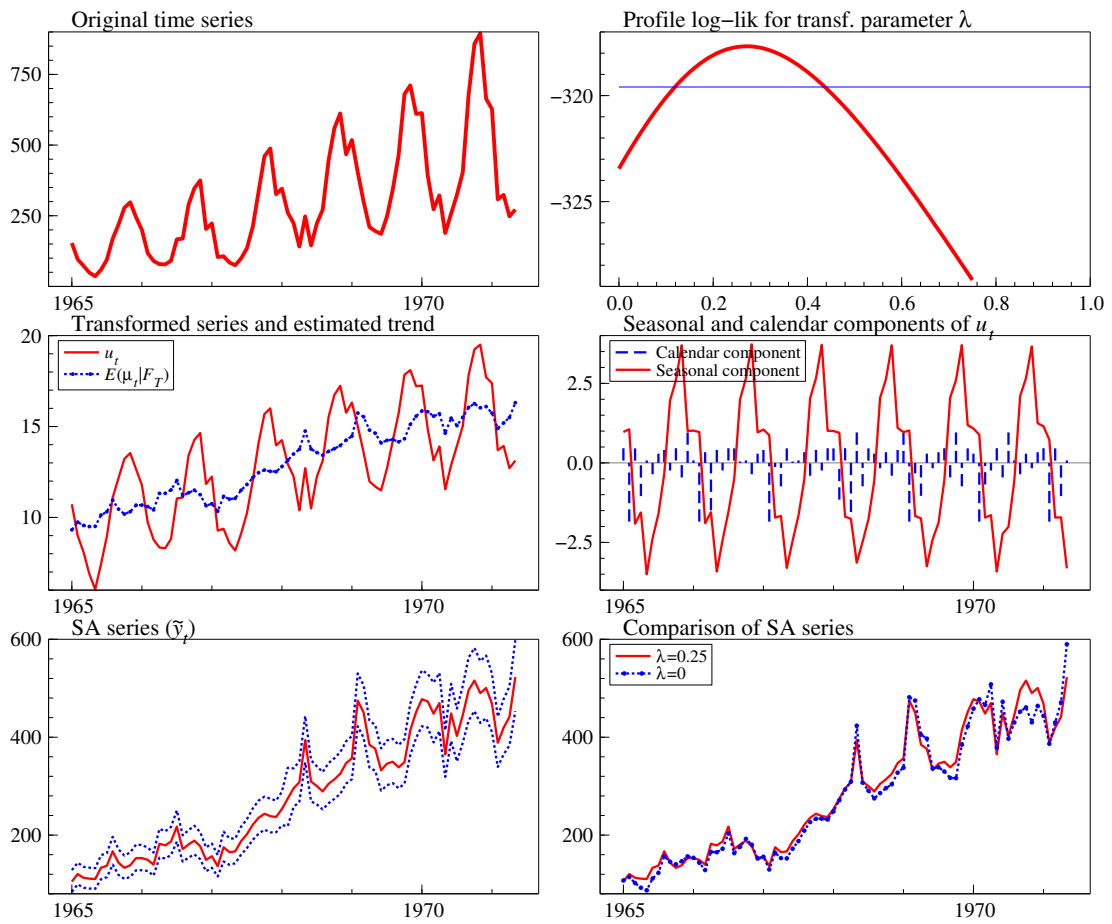 Original time series
750
500
250
1965
1970
Profile log−lik for transf. parameter λ
−320
−325
0.0
0.2
0.4
0.6
0.8
1.0
Transformed series and estimated trend
20
15
10
u_t
E(μ_t|F_T)
1965
1970
Seasonal and calendar components of u_t
2.5
0.0
−2.5
Calendar component
Seasonal component
1965
1970
SA series (ỹ_t)
600
400
200
1965
1970
Comparison of SA series
600
400
200
λ=0.25
λ=0
1965
1970